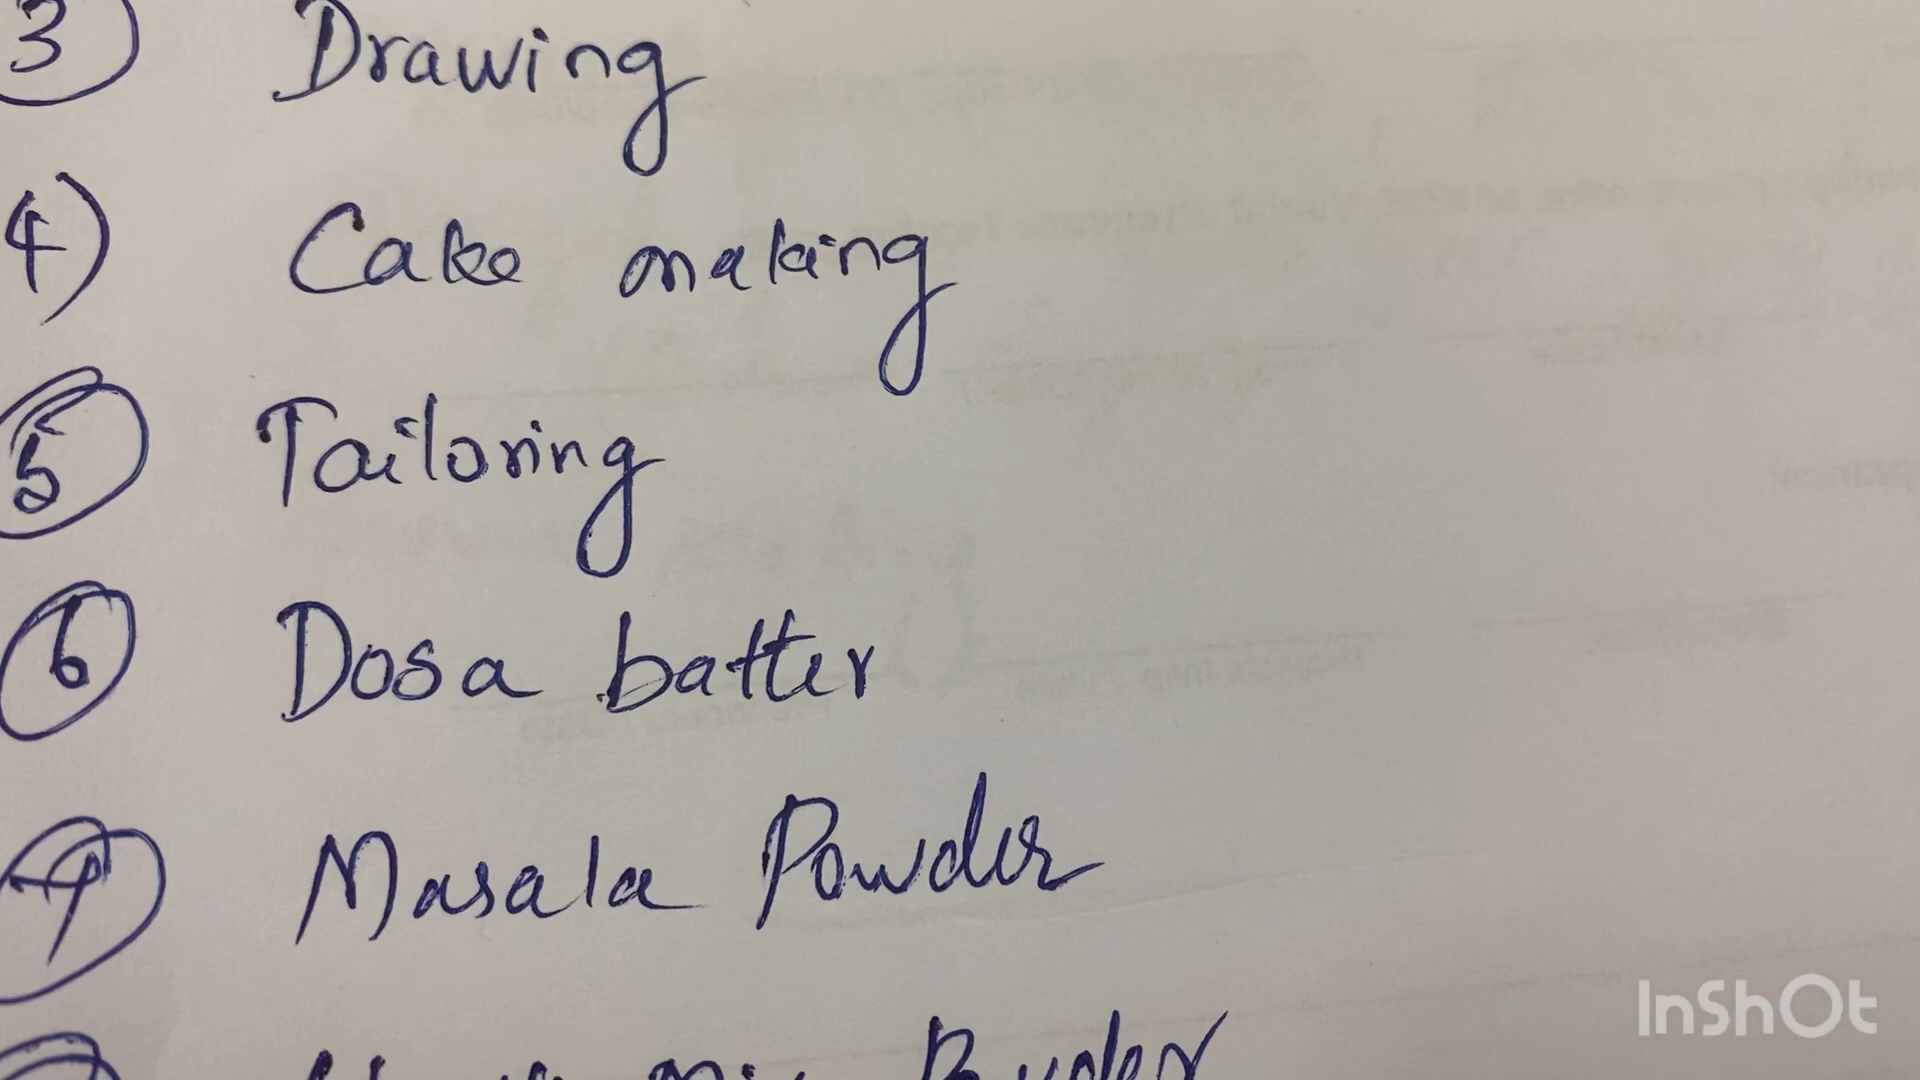 3 Drawing
4) Cake making
5 Tailoring
6 Dosa batter
7 Masala Powder
InShOt